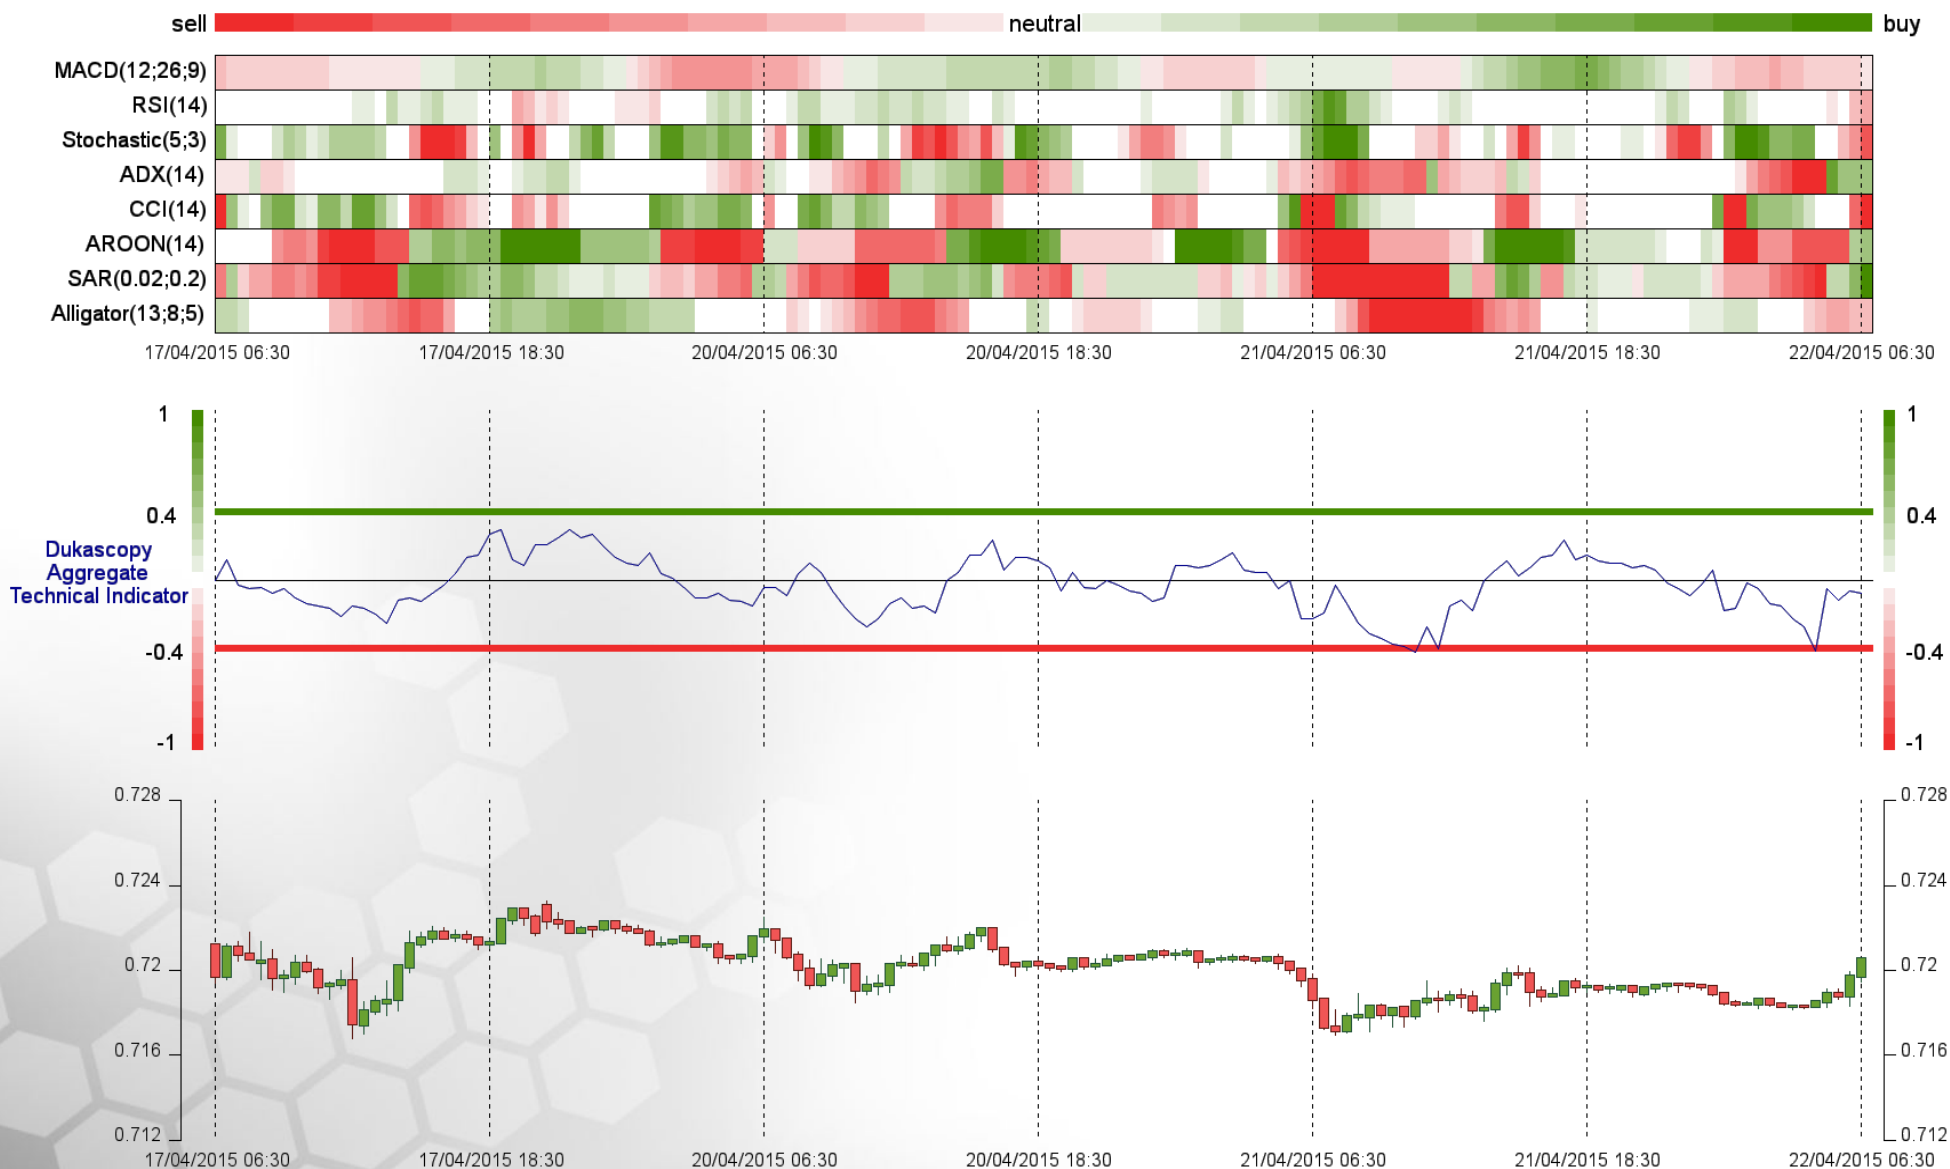 sell neutral buy
MACD(12;26;9)
RSI(14)
Stochastic(5;3)
ADX(14)
CCI(14)
AROON(14)
SAR(0.02;0.2)
Alligator(13;8;5)
17/04/2015 06:30 17/04/2015 18:30 20/04/2015 06:30 20/04/2015 18:30 21/04/2015 06:30 21/04/2015 18:30 22/04/2015 06:30
1 1
0.4 0.4
Dukascopy
Aggregate
Technical Indicator
-0.4 -0.4
-1 -1
0.728 0.728
0.724 0.724
0.72 0.72
0.716 0.716
0.712 0.712
17/04/2015 06:30 17/04/2015 18:30 20/04/2015 06:30 20/04/2015 18:30 21/04/2015 06:30 21/04/2015 18:30 22/04/2015 06:30